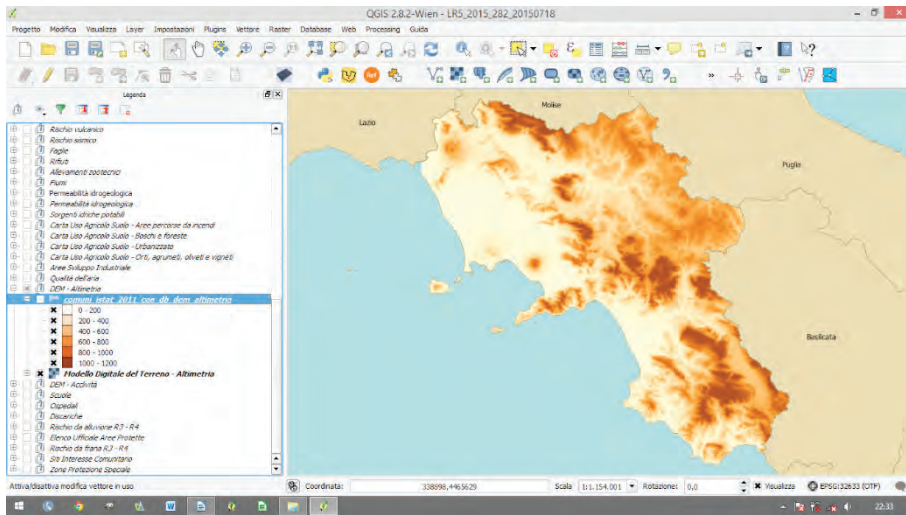 QGIS 2.8.2-Wien - LR5_2015_282_20150718
Progetto Modifica Visualizza Layer Impostazioni Plugins Vettore Raster Database Web Processing Guida
Legenda
Rischio vulcanico
Rischio sismico
Faglie
Rifiuti
Allevamenti zootecnici
Fiumi
Permeabilità idrogeologica
Permeabilità idrogeologica
Sorgenti idriche potabili
Carta Uso Agricolo Suolo - Aree percorse da incendi
Carta Uso Agricolo Suolo - Boschi e foreste
Carta Uso Agricolo Suolo - Urbanizzato
Carta Uso Agricolo Suolo - Orti, agrumeti, oliveti e vigneti
Aree Sviluppo Industriale
Qualità dell'aria
DEM - Altimetria
comuni_istat_2011_con_db_dem_altimetrio
0 - 200
200 - 400
400 - 600
600 - 800
800 - 1000
1000 - 1200
Modello Digitale del Terreno - Altimetria
DEM - Acclività
Scuole
Ospedali
Discariche
Rischio da alluvione R3 - R4
Elenco Ufficiale Aree Protette
Rischio da frana R3 - R4
Siti Interesse Comunitario
Zone Protezione Speciale
Lazio
Molise
Puglia
Basilicata
Attiva/disattiva modifica vettore in uso
Coordinata: 338898,4465629 Scala 1:1.154.001 Rotazione: 0,0 Visualizza EPSG:32633 (OTF)
22:33